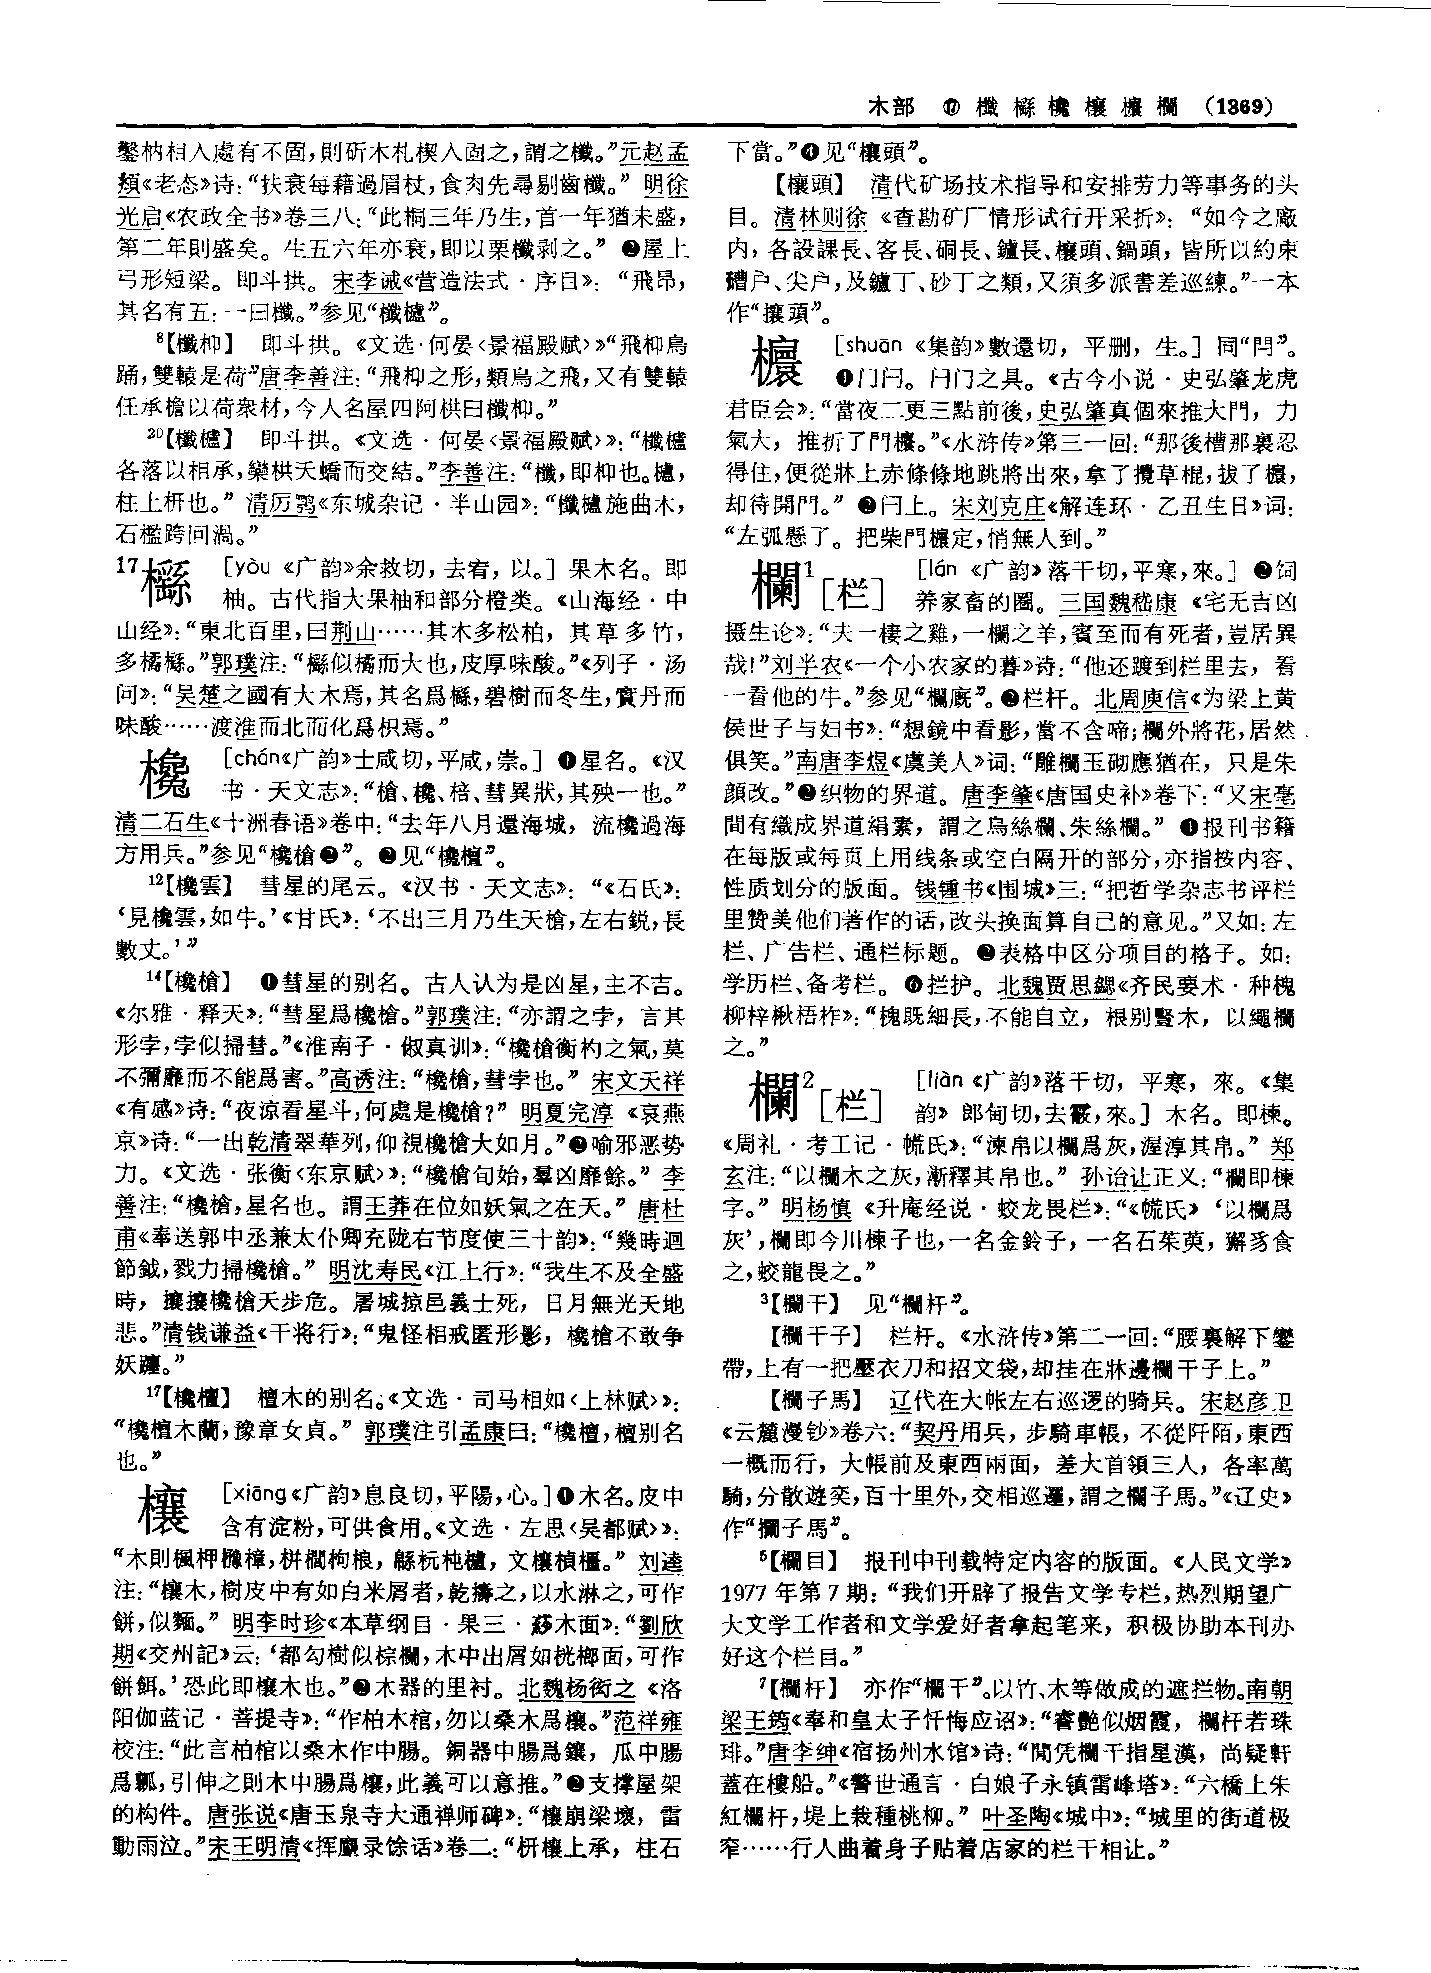 木部 ⑰ 櫼櫾欃欀櫦欄 (1369)
鑿枘相入處有不固,則斫木札楔入固之,謂之櫼。”元赵孟
頫《老态》诗:“扶衰每藉過眉杖,食肉先尋剔齒櫼。” 明徐
光启《农政全书》卷三八:“此桐三年乃生,首一年猶未盛,
第二年則盛矣。生五六年亦衰,即以栗櫼剥之。” ❷屋上
弓形短梁。即斗拱。宋李诫《营造法式·序目》:“飛昂,
其名有五:一曰櫼。”参见“櫼櫨”。
8【櫼枊】 即斗拱。《文选·何晏〈景福殿赋〉》“飛枊鳥
踊,雙轅是荷”唐李善注:“飛枊之形,類鳥之飛,又有雙轅
任承檐以荷衆材,今人名屋四阿栱曰櫼枊。”
20【櫼櫨】 即斗拱。《文选·何晏〈景福殿赋〉》:“櫼櫨
各落以相承,欒栱夭蟜而交結。”李善注:“櫼,即枊也。櫨,
柱上枅也。” 清厉鹗《东城杂记·半山园》:“櫼櫨施曲木,
石檻跨回渦。”
17櫾 [yòu 《广韵》余救切,去宥,以。] 果木名。即
柚。古代指大果柚和部分橙类。《山海经·中
山经》:“東北百里,曰荆山……其木多松柏,其草多竹,
多橘櫾。”郭璞注:“櫾似橘而大也,皮厚味酸。”《列子·汤
问》:“吴楚之國有大木焉,其名爲櫾,碧樹而冬生,實丹而
味酸……渡淮而北而化爲枳焉。”
欃 [chán《广韵》士咸切,平咸,崇。] ❶星名。《汉
书·天文志》:“槍、欃、棓、彗異狀,其殃一也。”
清二石生《十洲春语》卷中:“去年八月還海城,流欃過海
方用兵。”参见“欃槍❷”。❷见“欃檀”。
12【欃雲】 彗星的尾云。《汉书·天文志》:“《石氏》:
‘見欃雲,如牛。’《甘氏》:‘不出三月乃生天槍,左右鋭,長
數丈。’”
14【欃槍】 ❶彗星的别名。古人认为是凶星,主不吉。
《尔雅·释天》:“彗星爲欃槍。”郭璞注:“亦謂之孛,言其
形孛,孛似掃彗。”《淮南子·俶真训》:“欃槍衡杓之氣,莫
不彌靡而不能爲害。”高诱注:“欃槍,彗孛也。” 宋文天祥
《有感》诗:“夜涼看星斗,何處是欃槍?” 明夏完淳《哀燕
京》诗:“一出乾清翠華列,仰視欃槍大如月。”❷喻邪恶势
力。《文选·张衡〈东京赋〉》:“欃槍旬始,羣凶靡餘。” 李
善注:“欃槍,星名也。謂王莽在位如妖氣之在天。” 唐杜
甫《奉送郭中丞兼太仆卿充陇右节度使三十韵》:“幾時迴
節鉞,戮力掃欃槍。” 明沈寿民《江上行》:“我生不及全盛
時,攘攘欃槍天步危。屠城掠邑義士死,日月無光天地
悲。”清钱谦益《干将行》:“鬼怪相戒匿形影,欃槍不敢争
妖躔。”
17【欃檀】 檀木的别名。《文选·司马相如〈上林赋〉》:
“欃檀木蘭,豫章女貞。” 郭璞注引孟康曰:“欃檀,檀别名
也。”
欀 [xiāng《广韵》息良切,平陽,心。]❶木名。皮中
含有淀粉,可供食用。《文选·左思〈吴都赋〉》:
“木則楓柙櫲樟,栟櫚枸桹,緜杬杶櫨,文欀楨橿。” 刘逵
注:“欀木,樹皮中有如白米屑者,乾擣之,以水淋之,可作
餅,似麪。” 明李时珍《本草纲目·果三·莎木面》:“劉欣
期《交州記》云:‘都勾樹似棕櫚,木中出屑如桄榔面,可作
餅餌。’恐此即欀木也。”❷木器的里衬。北魏杨衒之《洛
阳伽蓝记·菩提寺》:“作柏木棺,勿以桑木爲欀。”范祥雍
校注:“此言柏棺以桑木作中腸。銅器中腸爲鑲,瓜中腸
爲瓤,引伸之則木中腸爲欀,此義可以意推。”❸支撑屋架
的构件。唐张说《唐玉泉寺大通禅师碑》:“欀崩梁壞,雷
動雨泣。”宋王明清《挥麈录馀话》卷二:“枅欀上承,柱石
下當。”❹见“欀頭”。
【欀頭】 清代矿场技术指导和安排劳力等事务的头
目。清林则徐《查勘矿厂情形试行开采折》:“如今之廠
内,各設課長、客長、硐長、鑪長、欀頭、鍋頭,皆所以約束
礌户、尖户,及鑪丁、砂丁之類,又須多派書差巡練。”一本
作“攘頭”。
櫦 [shuān《集韵》數還切,平删,生。] 同“閂”。
❶门闩。闩门之具。《古今小说·史弘肇龙虎
君臣会》:“當夜二更三點前後,史弘肇真個來推大門,力
氣大,推折了門櫦。”《水浒传》第三一回:“那後槽那裏忍
得住,便從牀上赤條條地跳將出來,拿了攪草棍,拔了櫦,
却待開門。” ❷闩上。宋刘克庄《解连环·乙丑生日》词:
“左弧懸了。把柴門櫦定,悄無人到。”
欄1[栏] [lán《广韵》落干切,平寒,來。] ❶饲
养家畜的圈。三国魏嵇康《宅无吉凶
摄生论》:“夫一棲之雞,一欄之羊,賓至而有死者,豈居異
哉!”刘半农《一个小农家的暮》诗:“他还踱到栏里去,看
一看他的牛。”参见“欄廄”。❷栏杆。北周庾信《为梁上黄
侯世子与妇书》:“想鏡中看影,當不含啼;欄外將花,居然
俱笑。”南唐李煜《虞美人》词:“雕欄玉砌應猶在,只是朱
顔改。”❸织物的界道。唐李肇《唐国史补》卷下:“又宋亳
間有織成界道絹素,謂之烏絲欄、朱絲欄。” ❹报刊书籍
在每版或每页上用线条或空白隔开的部分,亦指按内容、
性质划分的版面。钱锺书《围城》三:“把哲学杂志书评栏
里赞美他们著作的话,改头换面算自己的意见。”又如:左
栏、广告栏、通栏标题。❺表格中区分项目的格子。如:
学历栏、备考栏。❻拦护。北魏贾思勰《齐民要术·种槐
柳梓楸梧柞》:“槐既細長,不能自立,根别豎木,以繩欄
之。”
欄2[栏] [liàn《广韵》落干切,平寒,來。《集
韵》郎甸切,去霰,來。] 木名。即楝。
《周礼·考工记·㡛氏》:“湅帛以欄爲灰,渥淳其帛。” 郑
玄注:“以欄木之灰,漸釋其帛也。” 孙诒让正义:“欄即楝
字。” 明杨慎《升庵经说·蛟龙畏栏》:“《㡛氏》‘以欄爲
灰’,欄即今川楝子也,一名金鈴子,一名石茱萸,獬豸食
之,蛟龍畏之。”
3【欄干】 见“欄杆”。
【欄干子】 栏杆。《水浒传》第二一回:“腰裏解下鑾
帶,上有一把壓衣刀和招文袋,却挂在牀邊欄干子上。”
【欄子馬】 辽代在大帐左右巡逻的骑兵。宋赵彦卫
《云麓漫钞》卷六:“契丹用兵,步騎車帳,不從阡陌,東西
一概而行,大帳前及東西兩面,差大首領三人,各率萬
騎,分散遊奕,百十里外,交相巡邏,謂之欄子馬。”《辽史》
作“攔子馬”。
5【欄目】 报刊中刊载特定内容的版面。《人民文学》
1977年第7期:“我们开辟了报告文学专栏,热烈期望广
大文学工作者和文学爱好者拿起笔来,积极协助本刊办
好这个栏目。”
7【欄杆】 亦作“欄干”。以竹、木等做成的遮拦物。南朝
梁王筠《奉和皇太子忏悔应诏》:“睿艷似烟霞,欄杆若珠
琲。”唐李绅《宿扬州水馆》诗:“閒凭欄干指星漢,尚疑軒
蓋在樓船。”《警世通言·白娘子永镇雷峰塔》:“六橋上朱
紅欄杆,堤上栽種桃柳。” 叶圣陶《城中》:“城里的街道极
窄……行人曲着身子贴着店家的栏干相让。”